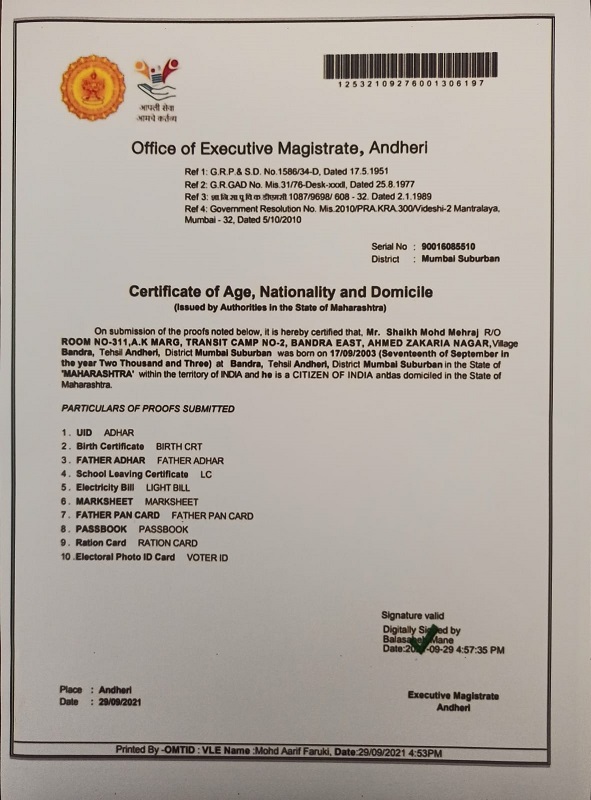 आपली सेवा
आमचे कर्तव्य
12532109276001306197
Office of Executive Magistrate, Andheri
Ref 1: G.R.P.& S.D. No.1586/34-D, Dated 17.5.1951
Ref 2: G.R.GAD No. Mis.31/76-Desk-xxxII, Dated 25.8.1977
Ref 3: 1087/9698/ 608 - 32. Dated 2.1.1989
Ref 4: Government Resolution No. Mis.2010/PRA.KRA.300/Videshi-2 Mantralaya,
Mumbai - 32, Dated 5/10/2010
Serial No : 90016085510
District : Mumbai Suburban
Certificate of Age, Nationality and Domicile
(Issued by Authorities in the State of Maharashtra)
On submission of the proofs noted below, it is hereby certified that, Mr. Shaikh Mohd Mehraj R/O
ROOM NO-311,A.K MARG, TRANSIT CAMP NO-2, BANDRA EAST, AHMED ZAKARIA NAGAR,Village
Bandra, Tehsil Andheri, District Mumbai Suburban was born on 17/09/2003 (Seventeenth of September in
the year Two Thousand and Three) at Bandra, Tehsil Andheri, District Mumbai Suburban in the State of
'MAHARASHTRA' within the territory of INDIA and he is a CITIZEN OF INDIA and as domiciled in the State of
Maharashtra.
PARTICULARS OF PROOFS SUBMITTED
1 . UID ADHAR
2 . Birth Certificate BIRTH CRT
3 . FATHER ADHAR FATHER ADHAR
4 . School Leaving Certificate LC
5 . Electricity Bill LIGHT BILL
6 . MARKSHEET MARKSHEET
7 . FATHER PAN CARD FATHER PAN CARD
8 . PASSBOOK PASSBOOK
9 . Ration Card RATION CARD
10 .Electoral Photo ID Card VOTER ID
Signature valid
Digitally Signed by
Mane
-09-29 4:57:35 PM
Place : Andheri
Date : 29/09/2021
Executive Magistrate
Andheri
Printed By -OMTID : VLE Name :Mohd Aarif Faruki, Date:29/09/2021 4:53PM